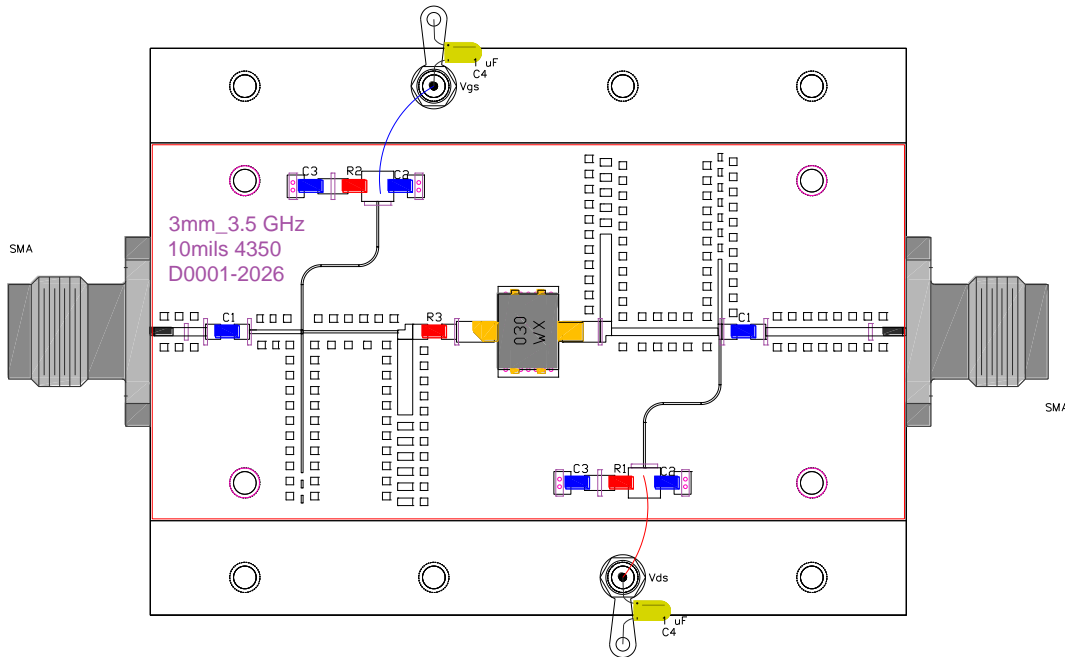 1 uF
C4
Vgs
C3 R2 C2
3mm_3.5 GHz
10mils 4350
D0001-2026
SMA
C1
R3
030
WX
C1
SMA
C3 R1 C2
Vds
1 uF
C4